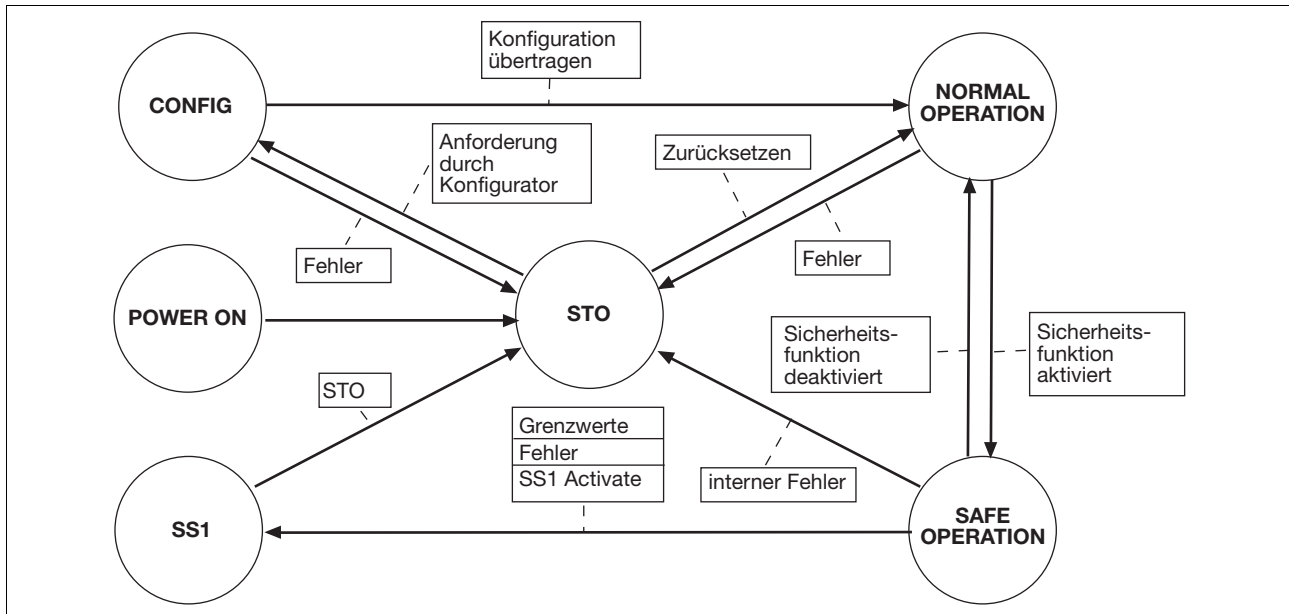 Konfiguration
übertragen
CONFIG
NORMAL
OPERATION
Anforderung
durch
Konfigurator
Zurücksetzen
Fehler
Fehler
POWER ON
STO
Sicherheits-
funktion
deaktiviert
Sicherheits-
funktion
aktiviert
STO
Grenzwerte
Fehler
SS1 Activate
interner Fehler
SS1
SAFE
OPERATION